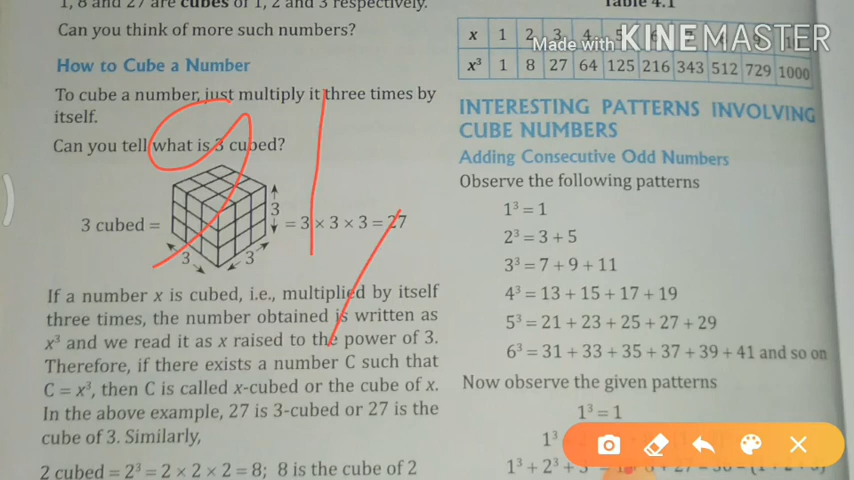 1, 8 and 27 are cubes of 1, 2 and 3 respectively.
Can you think of more such numbers?
How to Cube a Number
To cube a number, just multiply it three times by
itself.
Can you tell what is 3 cubed?
3 cubed =
3
3
3
= 3 × 3 × 3 = 27
If a number x is cubed, i.e., multiplied by itself
three times, the number obtained is written as
x³ and we read it as x raised to the power of 3.
Therefore, if there exists a number C such that
C = x³, then C is called x-cubed or the cube of x.
In the above example, 27 is 3-cubed or 27 is the
cube of 3. Similarly,
2 cubed = 2³ = 2 × 2 × 2 = 8; 8 is the cube of 2
Table 4.1
Made with KINEMASTER
x 1 2 3 4 5
x³ 1 8 27 64 125 216 343 512 729 1000
INTERESTING PATTERNS INVOLVING
CUBE NUMBERS
Adding Consecutive Odd Numbers
Observe the following patterns
1³ = 1
2³ = 3 + 5
3³ = 7 + 9 + 11
4³ = 13 + 15 + 17 + 19
5³ = 21 + 23 + 25 + 27 + 29
6³ = 31 + 33 + 35 + 37 + 39 + 41 and so on
Now observe the given patterns
1³ = 1
1³
1³ + 2³ +